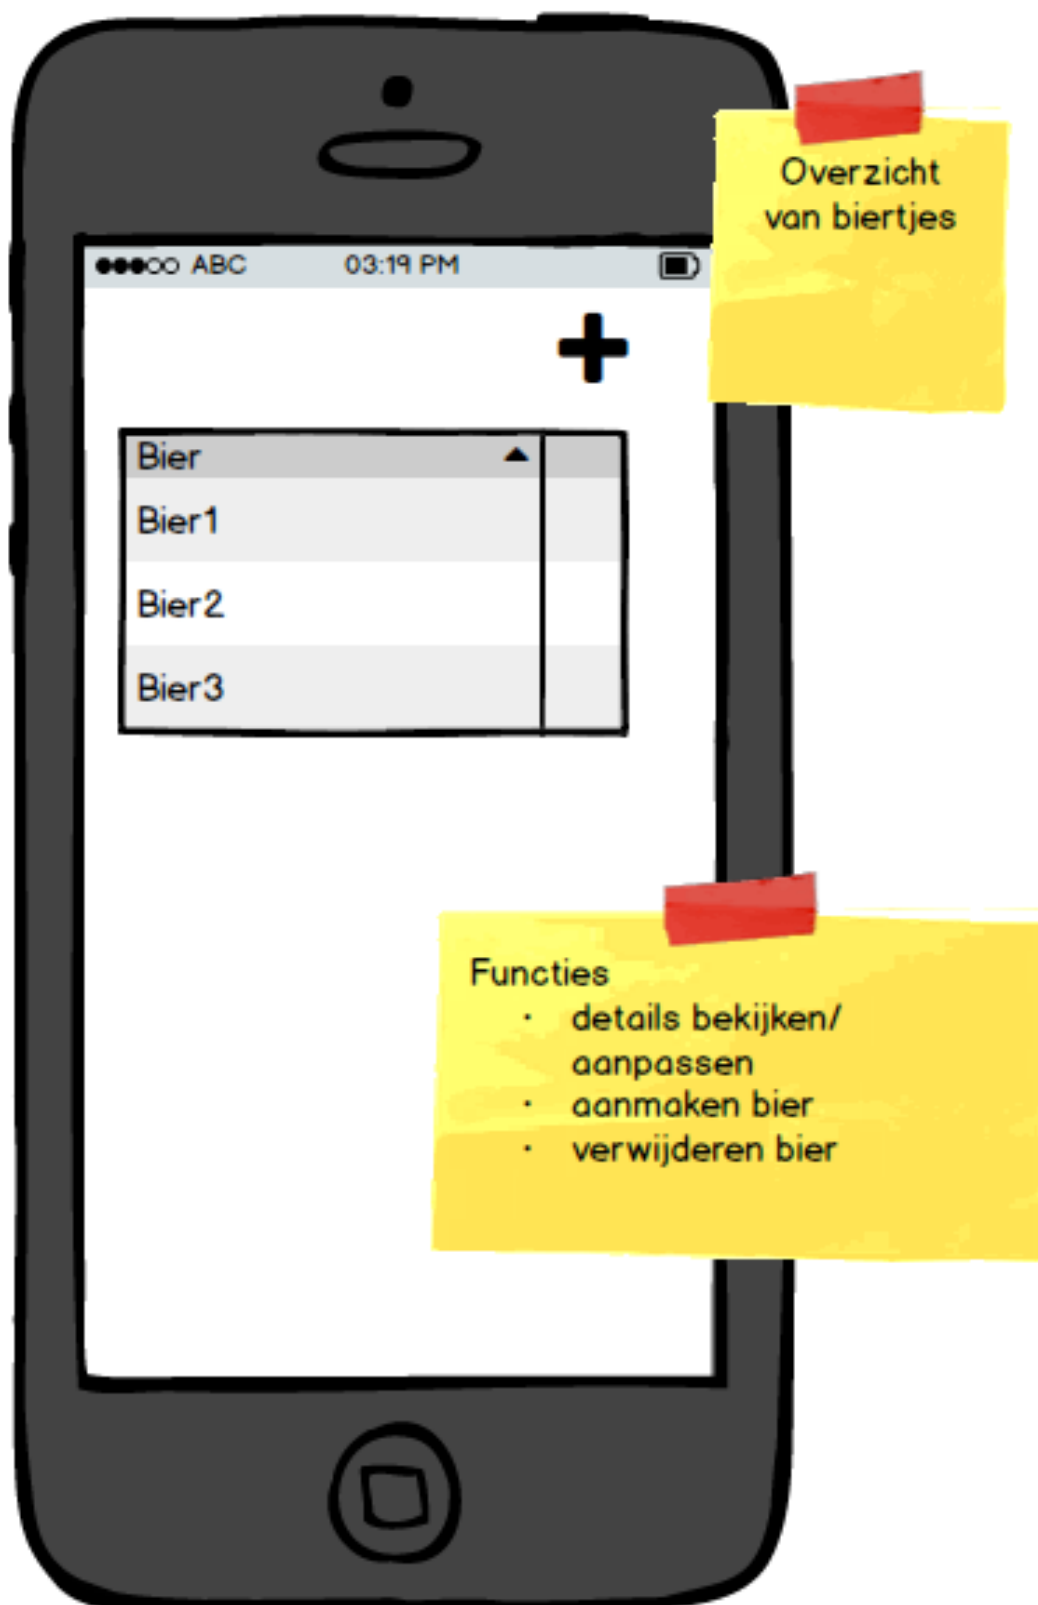 Overzicht
van biertjes
ABC 03:19 PM
Bier
Bier1
Bier2
Bier3
Functies
· details bekijken/
aanpassen
· aanmaken bier
· verwijderen bier